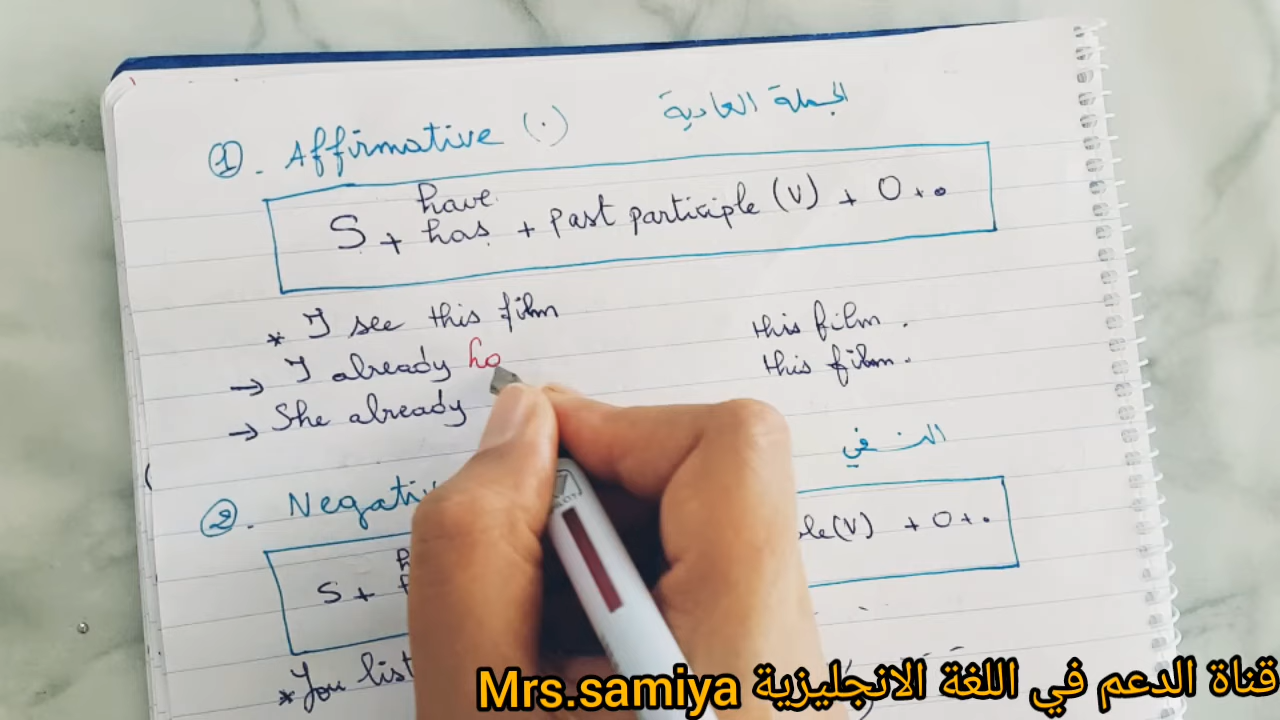 ①. Affirmative (.) الجملة العادية
have
S + has + past participle (V) + O + .
* I see this film this film .
→ I already ha this film .
→ She already
النفي
②. Negativ
S + le (V) + O + .
* You list
قناة الدعم في اللغة الانجليزية Mrs.samiya